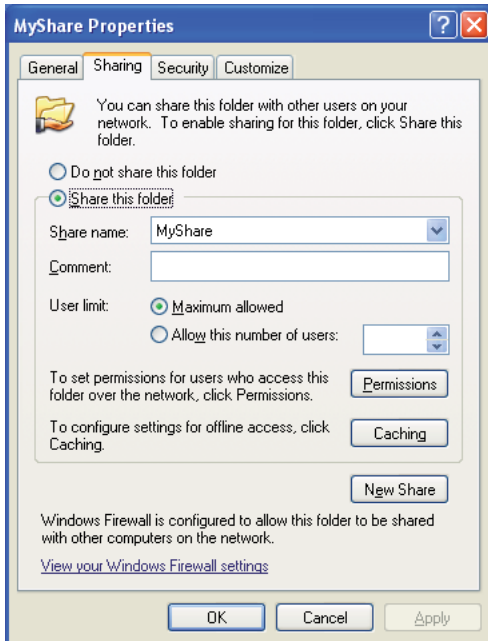 MyShare Properties
General Sharing Security Customize
You can share this folder with other users on your
network. To enable sharing for this folder, click Share this
folder.
Do not share this folder
Share this folder
Share name: MyShare
Comment:
User limit: Maximum allowed
Allow this number of users:
To set permissions for users who access this
folder over the network, click Permissions.
Permissions
To configure settings for offline access, click
Caching.
Caching
New Share
Windows Firewall is configured to allow this folder to be shared
with other computers on the network.
View your Windows Firewall settings
OK Cancel Apply